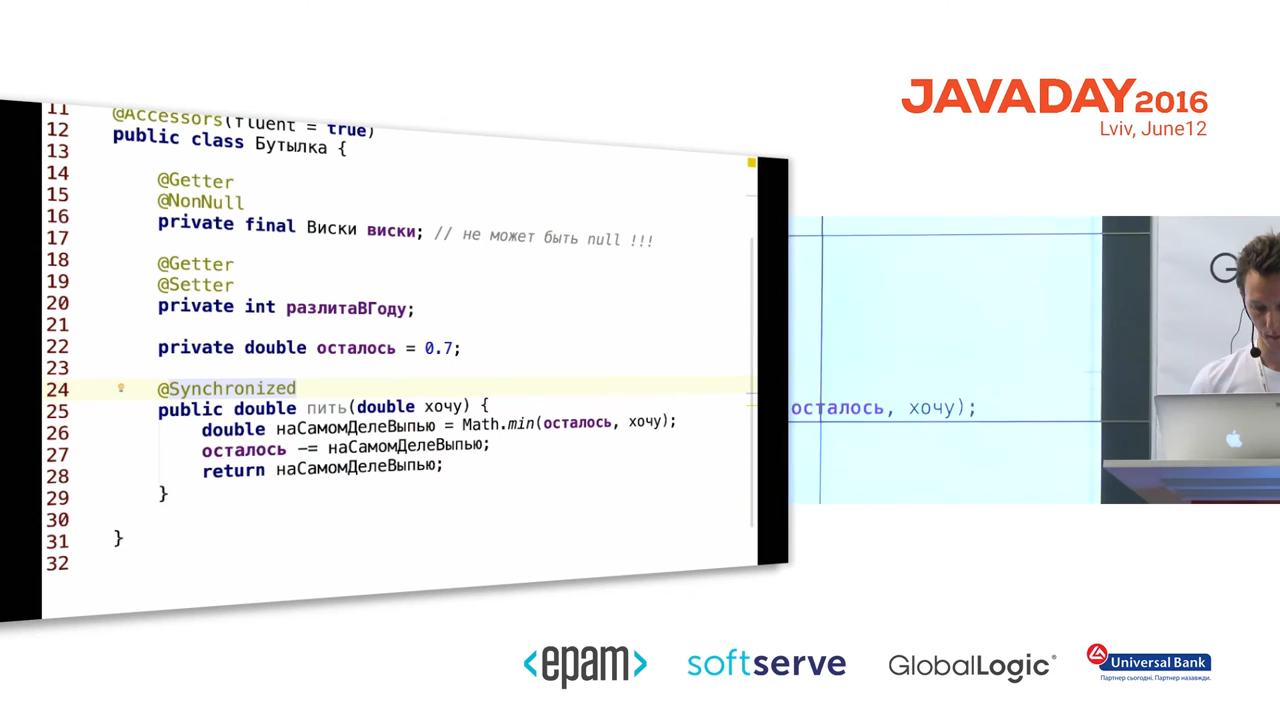 JAVADAY2016
Lviv, June12
11 @Accessors(fluent = true)
12 public class Бутылка {
13
14 @Getter
15 @NonNull
16 private final Виски виски; // не может быть null !!!
17
18 @Getter
19 @Setter
20 private int разлитаВГоду;
21
22 private double осталось = 0.7;
23
24 @Synchronized
25 public double пить(double хочу) {
26 double наСамомДелеВыпью = Math.min(осталось, хочу);
27 осталось -= наСамомДелеВыпью;
28 return наСамомДелеВыпью;
29 }
30
31 }
32
осталось, хочу);
G
<epam>
softserve
GlobalLogic®
Universal Bank
Партнер сьогодні. Партнер назавжди.